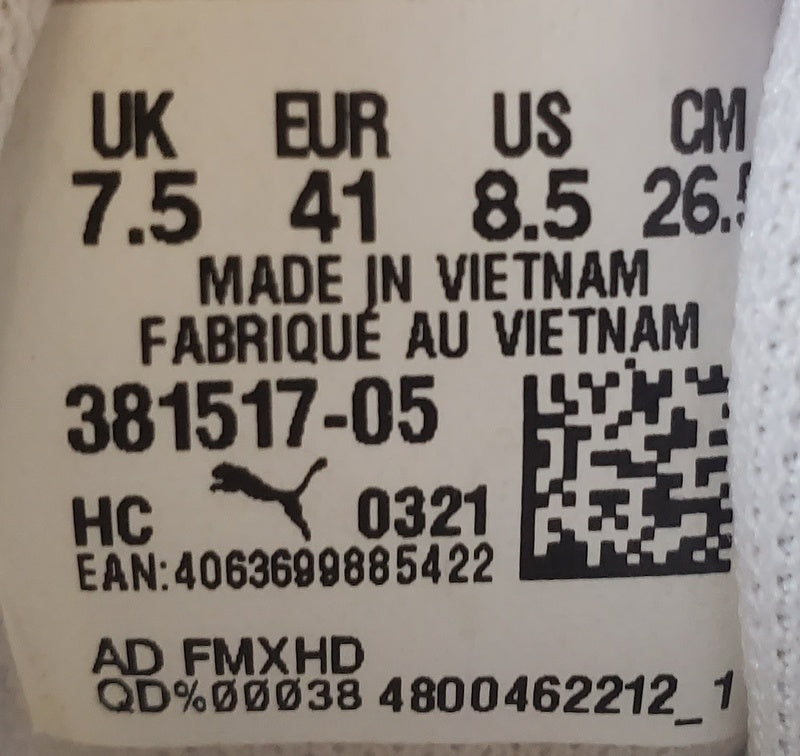 UK EUR US CM
7.5 41 8.5 26.5
MADE IN VIETNAM
FABRIQUÉ AU VIETNAM
381517-05
HC 0321
EAN:4063699885422
AD FMXHD
QD%00038 4800462212_1